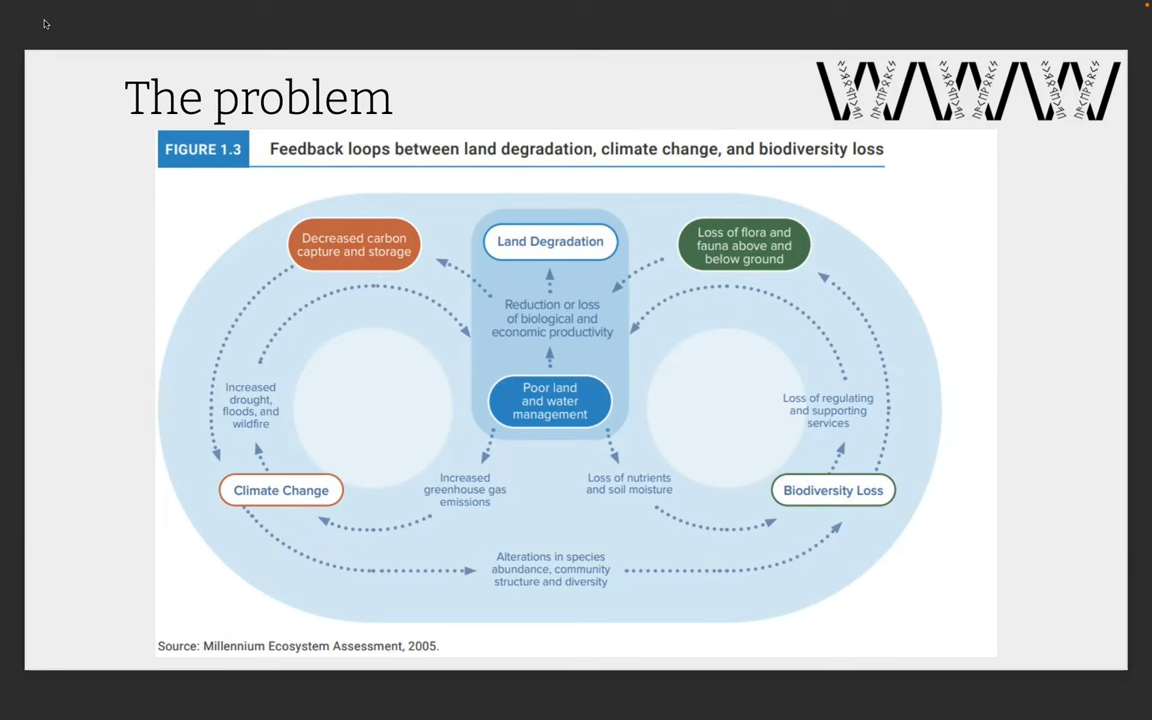 The problem
FIGURE 1.3
Feedback loops between land degradation, climate change, and biodiversity loss
Decreased carbon
capture and storage
Land Degradation
Loss of flora and
fauna above and
below ground
Reduction or loss
of biological and
economic productivity
Increased
drought,
floods, and
wildfire
Poor land
and water
management
Loss of regulating
and supporting
services
Climate Change
Increased
greenhouse gas
emissions
Loss of nutrients
and soil moisture
Biodiversity Loss
Alterations in species
abundance, community
structure and diversity
Source: Millennium Ecosystem Assessment, 2005.